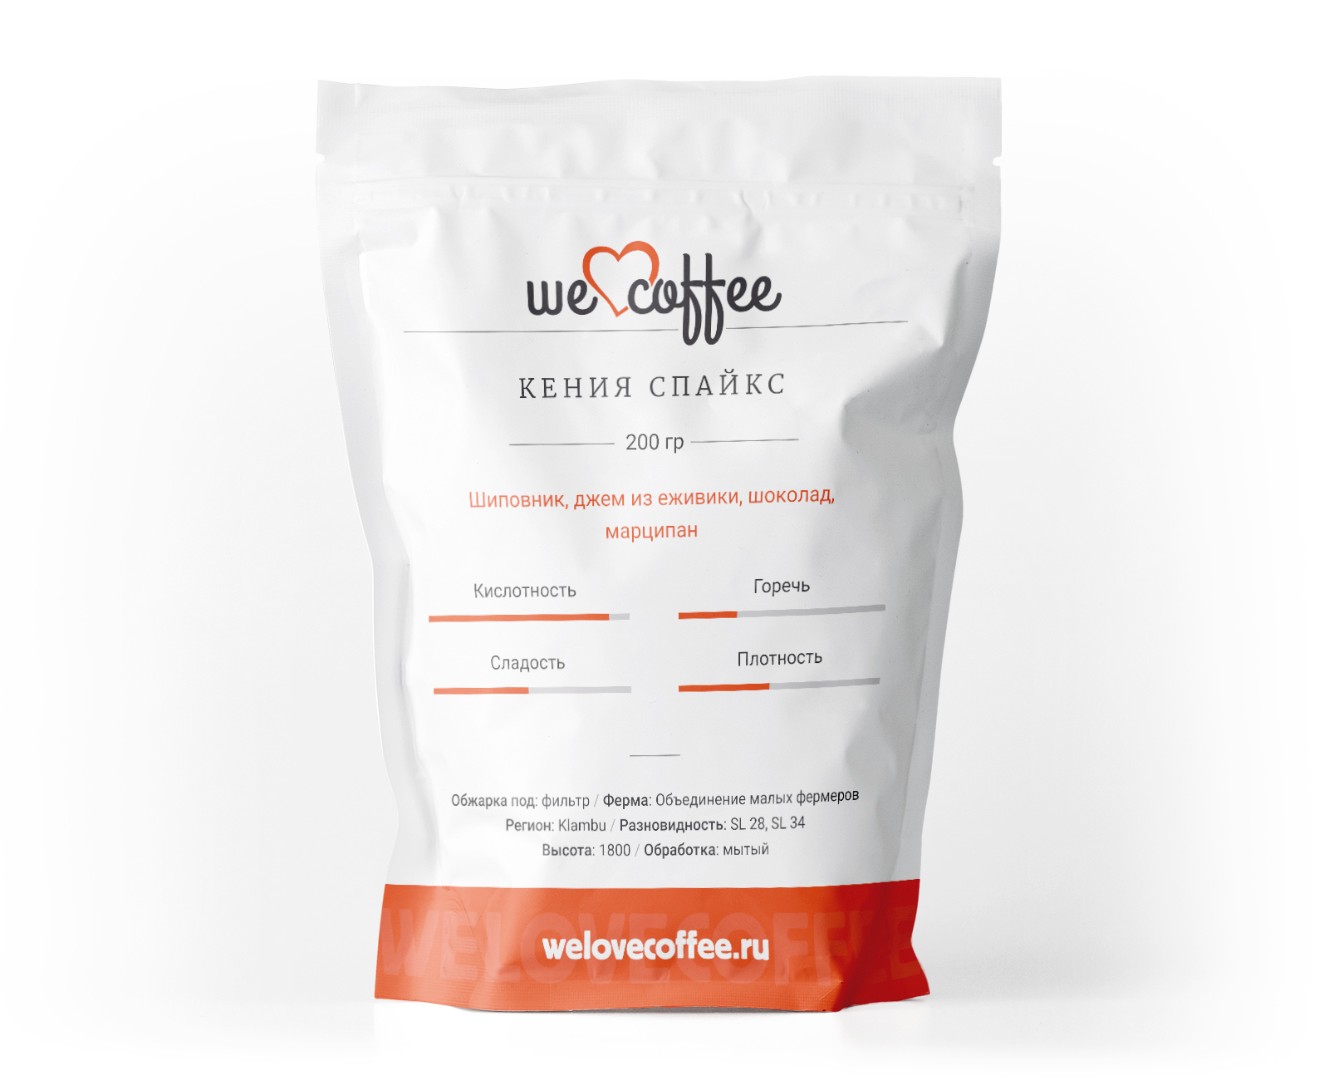 we coffee
КЕНИЯ СПАЙКС
200 гр
Шиповник, джем из еживики, шоколад,
марципан
Кислотность Горечь
Сладость Плотность
Обжарка под: фильтр / Ферма: Объединение малых фермеров
Регион: Klambu / Разновидность: SL 28, SL 34
Высота: 1800 / Обработка: мытый
WELOVECOFFEE
welovecoffee.ru